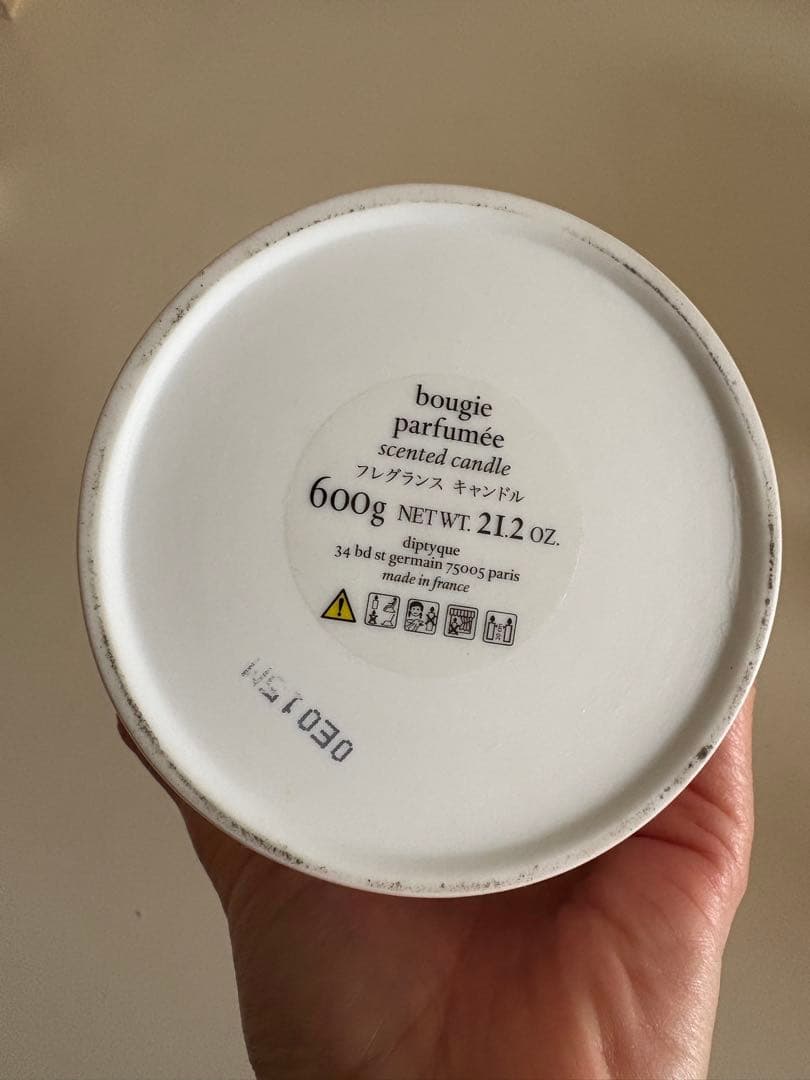 bougie
parfumée
scented candle
フレグランス キャンドル
600g NET WT. 21.2 OZ.
diptyque
34 bd st germain 75005 paris
made in france